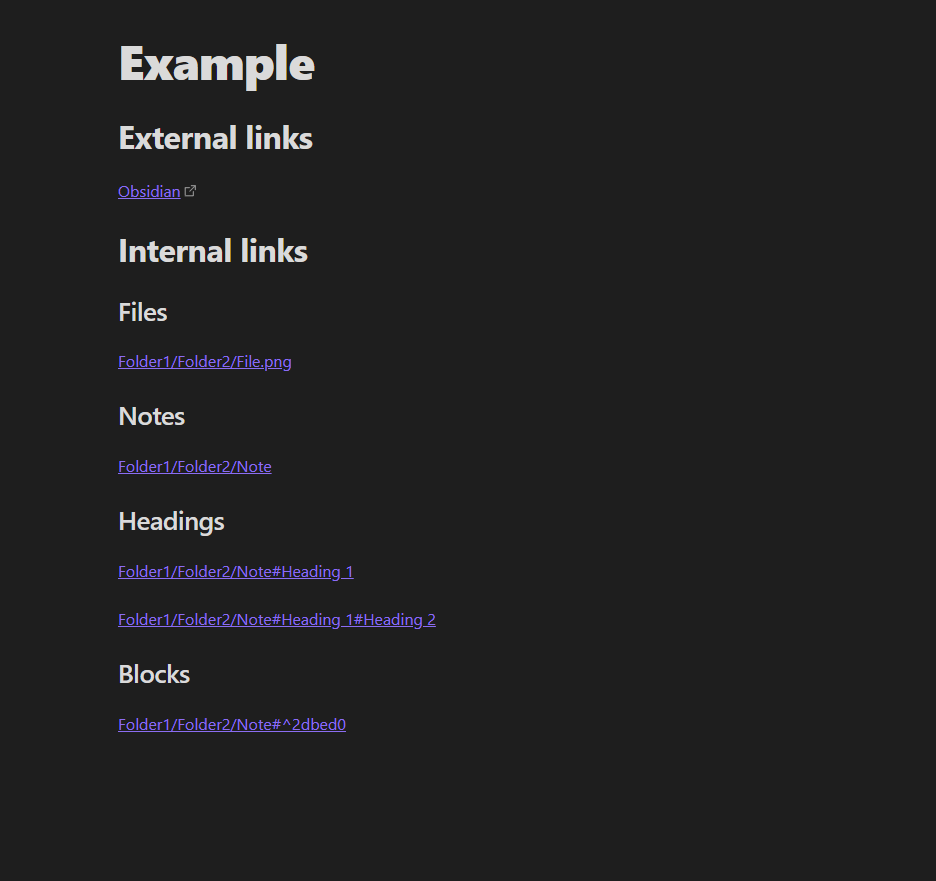 Example
External links
Obsidian
Internal links
Files
Folder1/Folder2/File.png
Notes
Folder1/Folder2/Note
Headings
Folder1/Folder2/Note#Heading 1
Folder1/Folder2/Note#Heading 1#Heading 2
Blocks
Folder1/Folder2/Note#^2dbed0